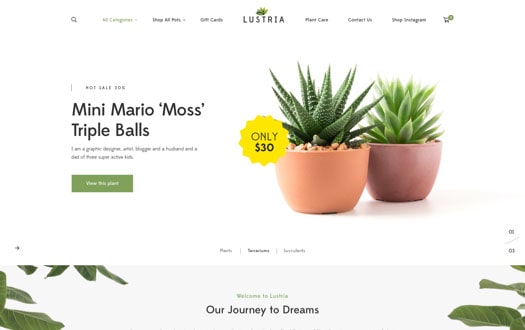 All Categories
Shop All Pots
Gift Cards
LUSTRIA
Plant Care
Contact Us
Shop Instagram
0
HOT SALE 30%
Mini Mario ‘Moss’
Triple Balls
I am a graphic designer, artist, blogger and a husband and a
dad of three super active kids.
View this plant
ONLY
$30
01
03
Plants
Terrariums
Succulents
Welcome to Lushia
Our Journey to Dreams